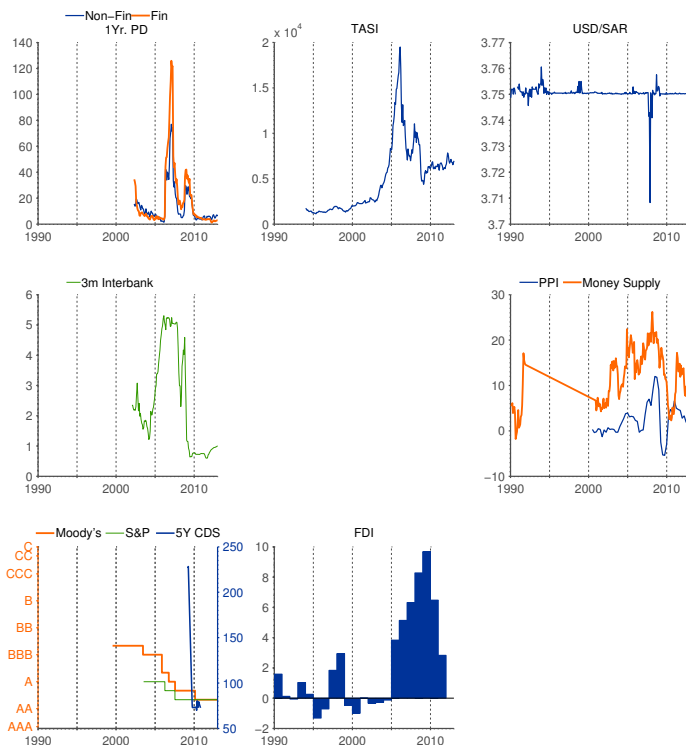 Non−Fin Fin
1Yr. PD
140
120
100
80
60
40
20
0
1990 2000 2010
TASI
x 10^4
2
1.5
1
0.5
0
1990 2000 2010
USD/SAR
3.77
3.76
3.75
3.74
3.73
3.72
3.71
3.7
1990 2000 2010
3m Interbank
6
5
4
3
2
1
0
1990 2000 2010
PPI Money Supply
30
20
10
0
−10
1990 2000 2010
Moody's S&P 5Y CDS
C
CC
CCC
B
BB
BBB
A
AA
AAA
250
200
150
100
50
1990 2000 2010
FDI
10
8
6
4
2
0
−2
1990 2000 2010